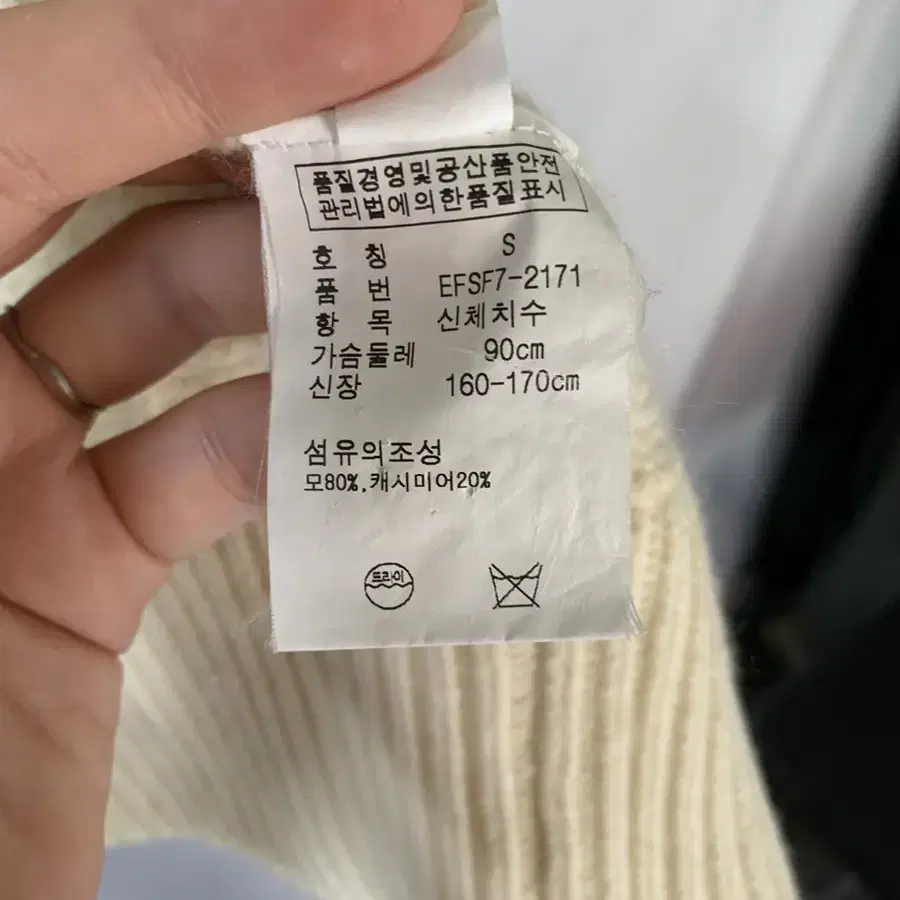 품질경영및공산품안전
관리법에의한품질표시
호 칭 S
품 번 EFSF7-2171
항 목 신체치수
가슴둘레 90cm
신장 160-170cm
섬유의조성
모80%.캐시미어20%
드라이